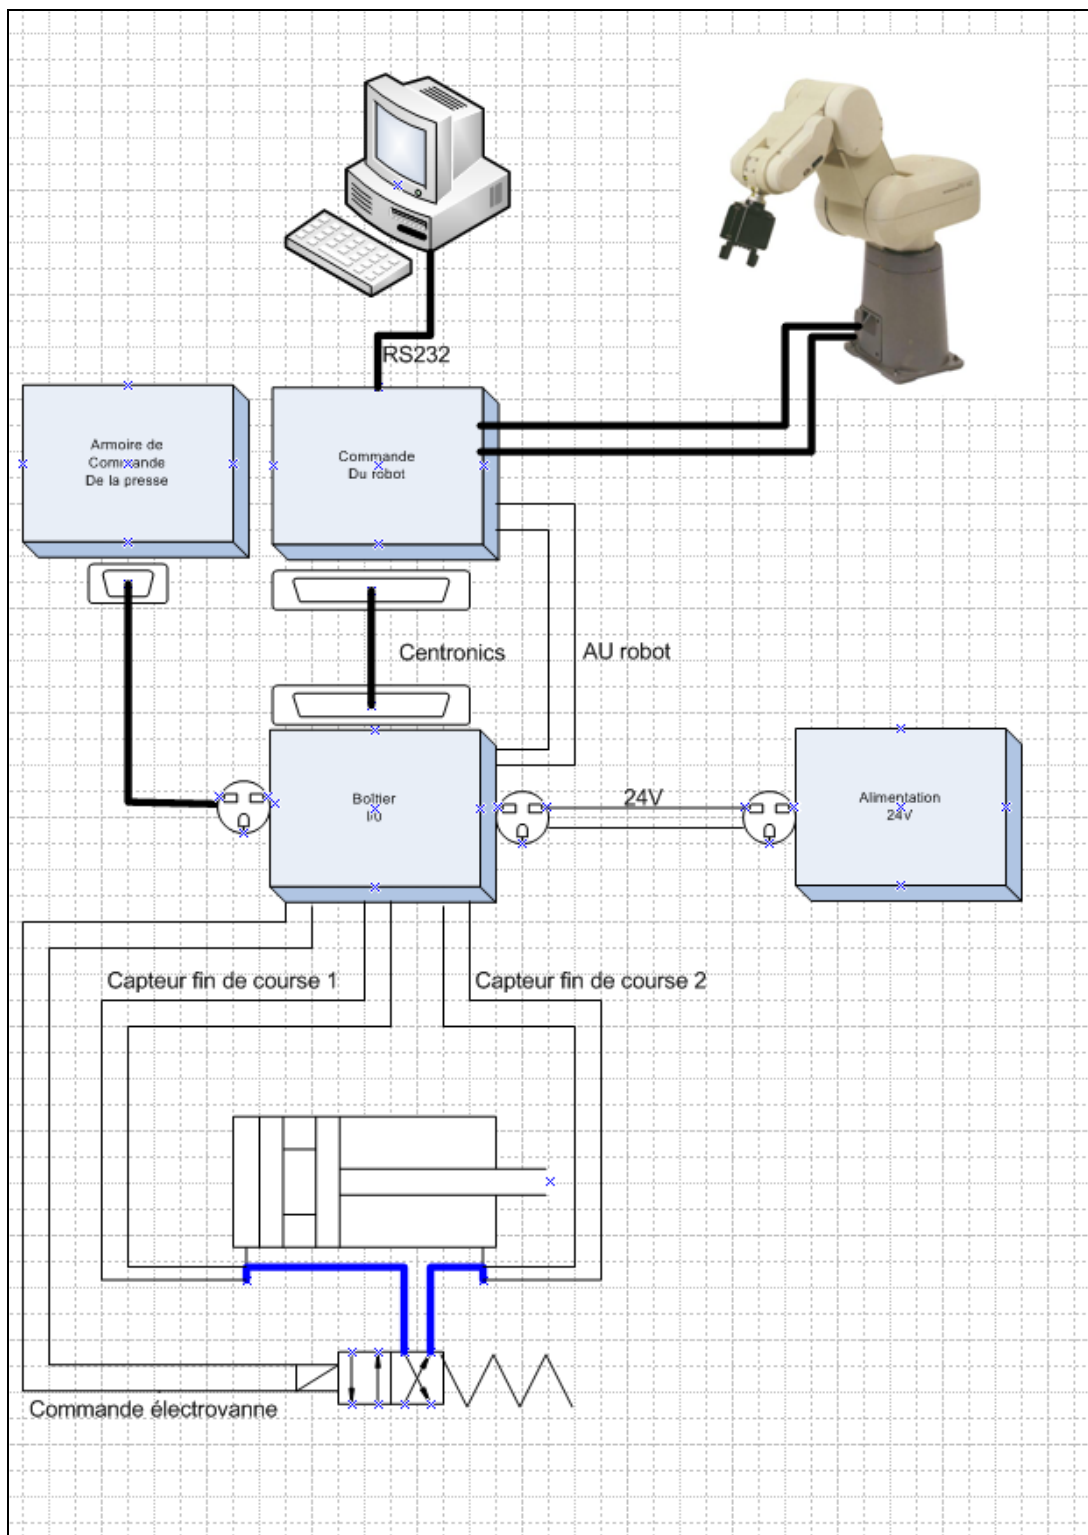 RS232
Armoire de
Commande
De la presse
Commande
Du robot
Centronics
AU robot
Boîtier
I/0
24V
Alimentation
24V
Capteur fin de course 1
Capteur fin de course 2
Commande électrovanne